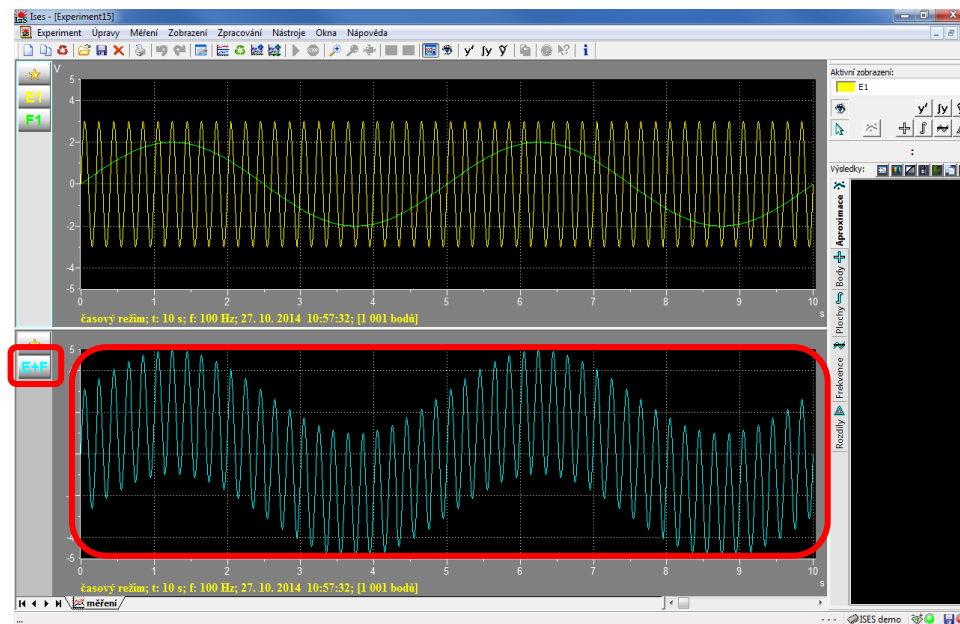 Ises - [Experiment15]
Experiment Úpravy Měření Zobrazení Zpracování Nástroje Okna Nápověda
y' ∫y ŷ i
V
E1
F1
5
4
2
0
-2
-4
-5
0 1 2 3 4 5 6 7 8 9 10
s
časový režim; t: 10 s; f: 100 Hz; 27. 10. 2014 10:57:32; [1 001 bodů]
E+F
5
-5
0 1 2 3 4 5 6 7 8 9 10
s
časový režim; t: 10 s; f: 100 Hz; 27. 10. 2014 10:57:32; [1 001 bodů]
měření
Aktivní zobrazení:
E1
y' ∫y
:
Výsledky:
Aproximace
Body
Plochy
Frekvence
Rozdíly
...
- - - ISES demo